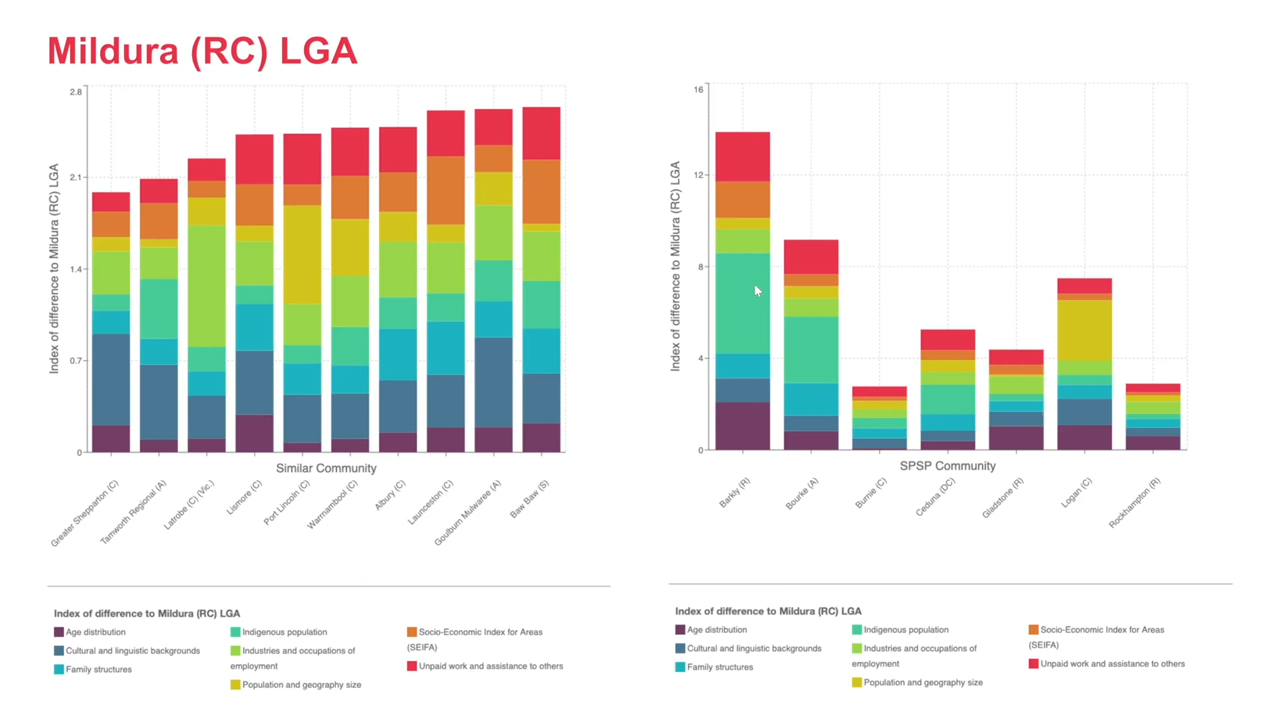 Mildura (RC) LGA
Index of difference to Mildura (RC) LGA
2.8
2.1
1.4
0.7
0
Greater Shepparton (C)
Tamworth Regional (A)
Latrobe (C) (Vic.)
Lismore (C)
Port Lincoln (C)
Warrnambool (C)
Albury (C)
Launceston (C)
Goulburn Mulwaree (A)
Baw Baw (S)
Similar Community
Index of difference to Mildura (RC) LGA
Age distribution
Cultural and linguistic backgrounds
Family structures
Indigenous population
Industries and occupations of
employment
Population and geography size
Socio-Economic Index for Areas
(SEIFA)
Unpaid work and assistance to others
Index of difference to Mildura (RC) LGA
16
12
8
4
0
Barkly (R)
Bourke (A)
Burnie (C)
Ceduna (DC)
Gladstone (R)
Logan (C)
Rockhampton (R)
SPSP Community
Index of difference to Mildura (RC) LGA
Age distribution
Cultural and linguistic backgrounds
Family structures
Indigenous population
Industries and occupations of
employment
Population and geography size
Socio-Economic Index for Areas
(SEIFA)
Unpaid work and assistance to others